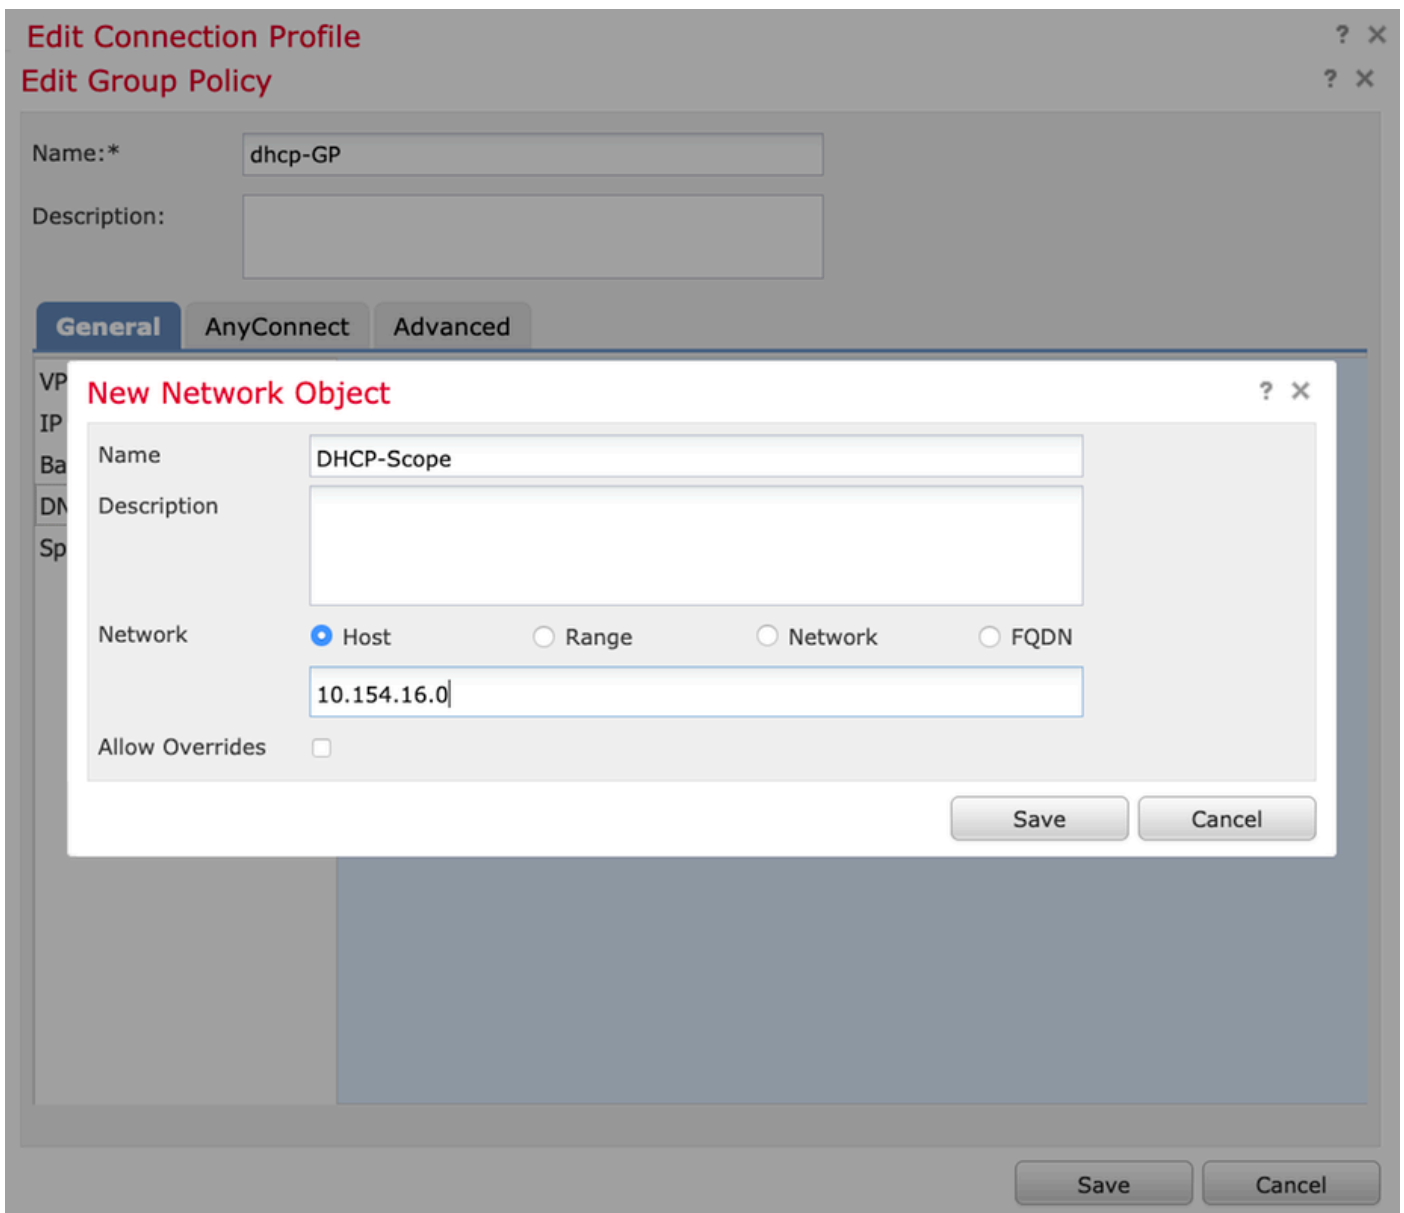 Edit Connection Profile ? ×
Edit Group Policy ? ×
Name:* dhcp-GP
Description:
General AnyConnect Advanced
VP
New Network Object ? ×
IP
Name DHCP-Scope
Ba
Description
DN
Sp
Network Host Range Network FQDN
10.154.16.0
Allow Overrides
Save Cancel
Save Cancel